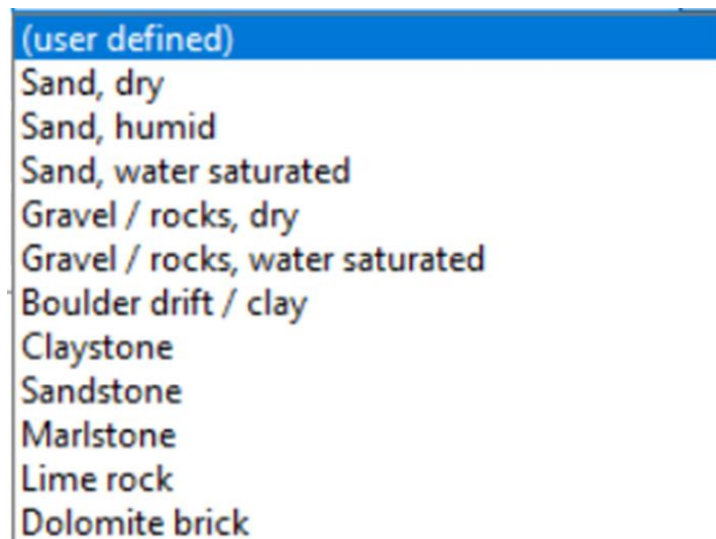 (user defined)
Sand, dry
Sand, humid
Sand, water saturated
Gravel / rocks, dry
Gravel / rocks, water saturated
Boulder drift / clay
Claystone
Sandstone
Marlstone
Lime rock
Dolomite brick